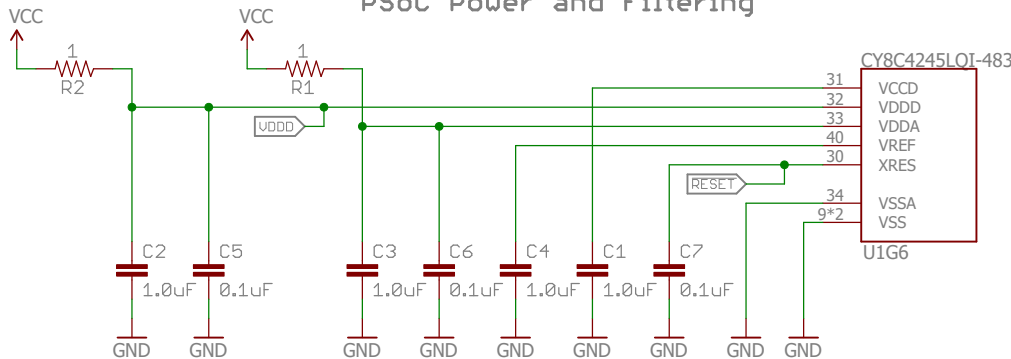 PSoC Power and Filtering
VCC
VCC
1
R2
1
R1
CY8C4245LQI-483
31 VCCD
32 VDDD
33 VDDA
40 VREF
30 XRES
34 VSSA
9*2 VSS
U1G6
VDDD
RESET
C2
1.0uF
C5
0.1uF
C3
1.0uF
C6
0.1uF
C4
1.0uF
C1
1.0uF
C7
0.1uF
GND
GND
GND
GND
GND
GND
GND
GND
GND